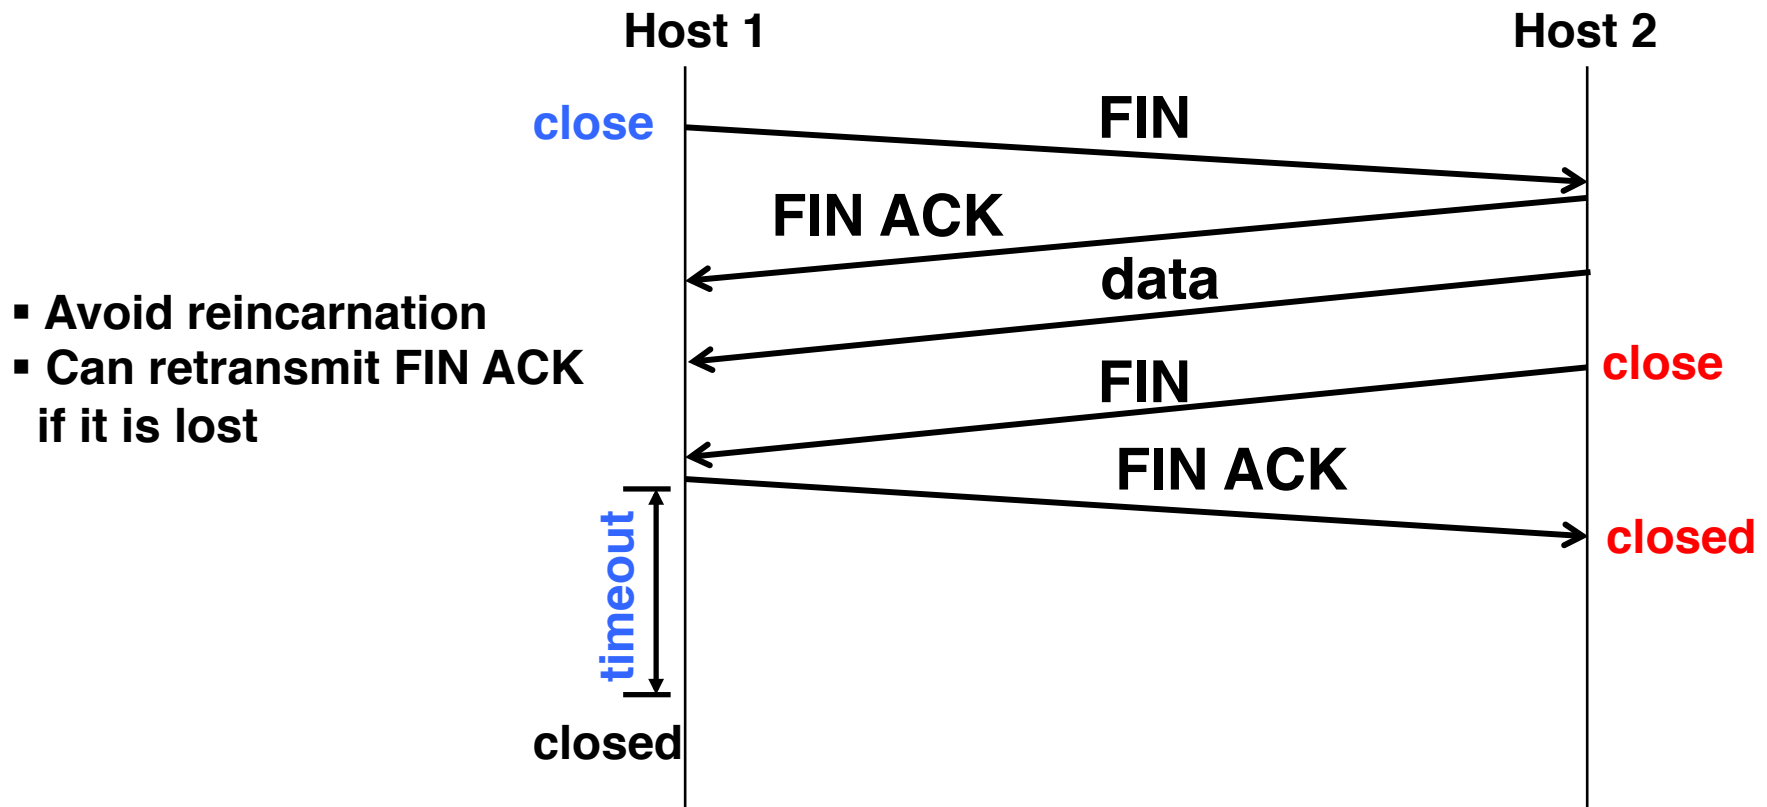 Host 1
Host 2
close
FIN
FIN ACK
data
▪ Avoid reincarnation
▪ Can retransmit FIN ACK
if it is lost
close
FIN
FIN ACK
timeout
closed
closed